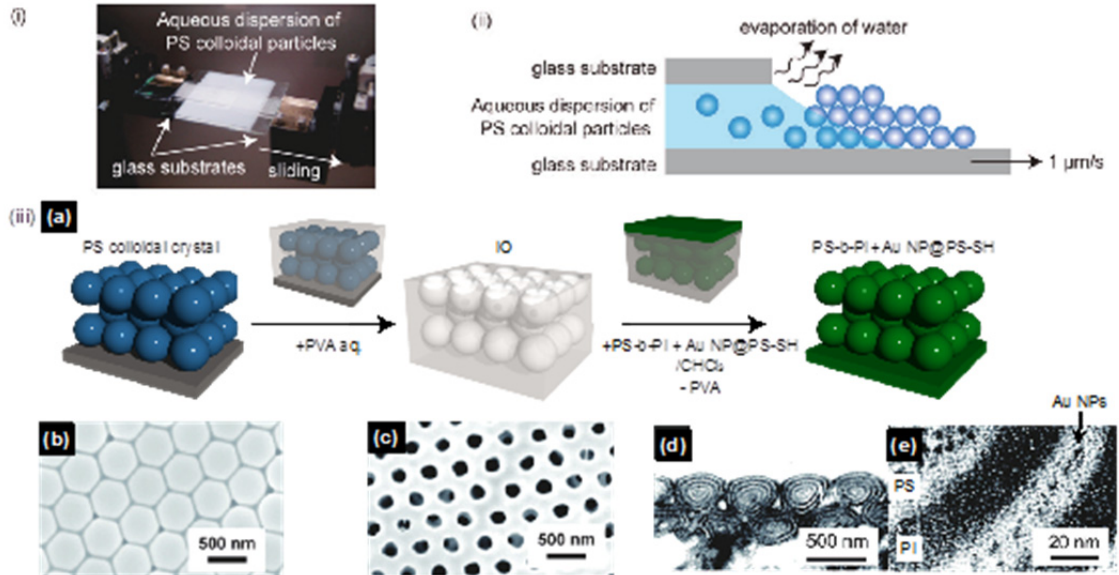 (i)
Aqueous dispersion of
PS colloidal particles
glass substrates
sliding
(ii)
evaporation of water
glass substrate
Aqueous dispersion of
PS colloidal particles
glass substrate
1 μm/s
(iii)
(a)
PS colloidal crystal
+PVA aq.
IO
+PS-b-PI + Au NP@PS-SH
/CHCl₃
- PVA
PS-b-PI + Au NP@PS-SH
(b)
500 nm
(c)
500 nm
(d)
500 nm
Au NPs
(e)
PS
PI
20 nm